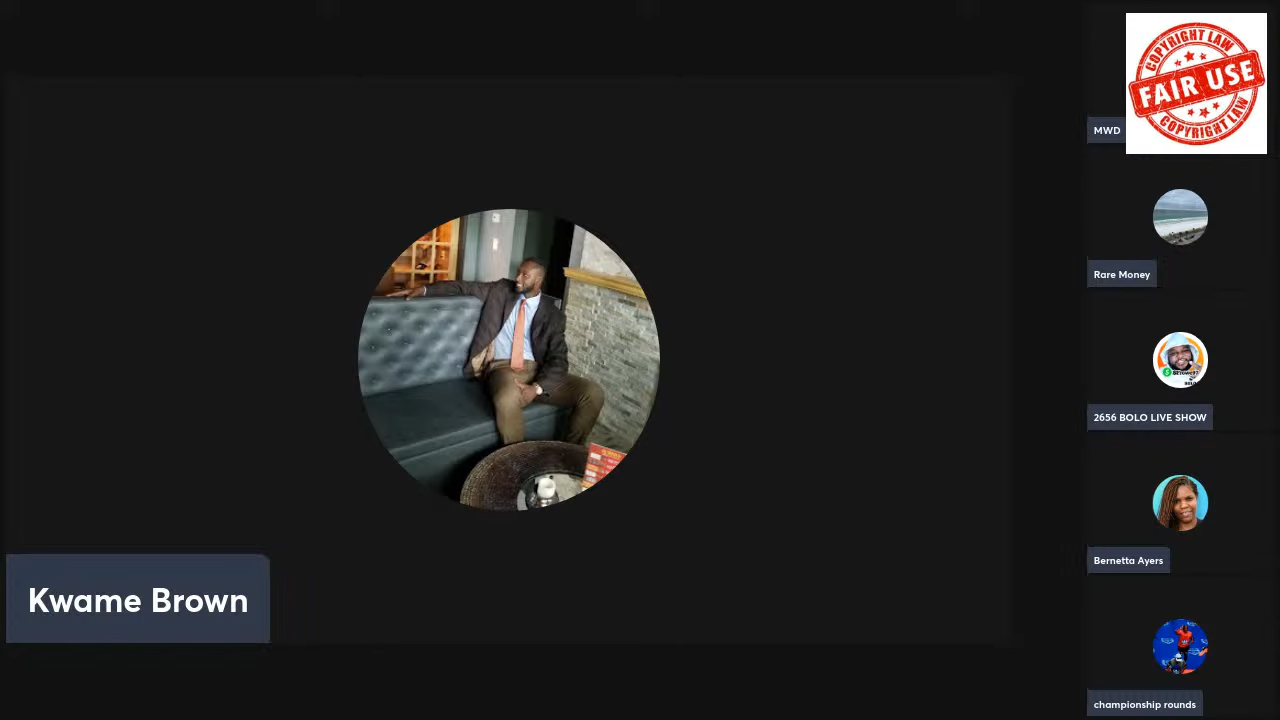 COPYRIGHT LAW
FAIR USE
COPYRIGHT LAW
MWD
Rare Money
2656 BOLO LIVE SHOW
Bernetta Ayers
Kwame Brown
championship rounds